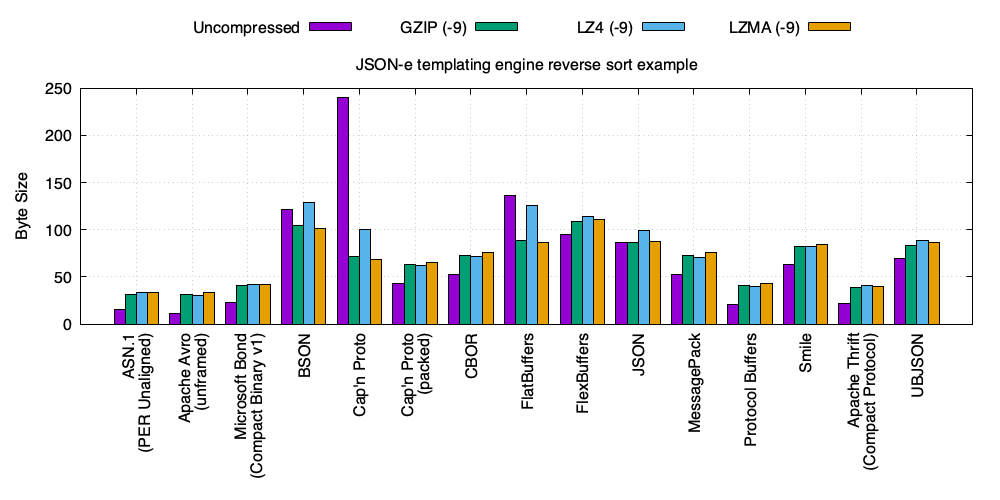 Uncompressed GZIP (-9) LZ4 (-9) LZMA (-9)
JSON-e templating engine reverse sort example
Byte Size
250
200
150
100
50
0
ASN.1
(PER Unaligned)
Apache Avro
(unframed)
Microsoft Bond
(Compact Binary v1)
BSON
Cap'n Proto
Cap'n Proto
(packed)
CBOR
FlatBuffers
FlexBuffers
JSON
MessagePack
Protocol Buffers
Smile
Apache Thrift
(Compact Protocol)
UBJSON